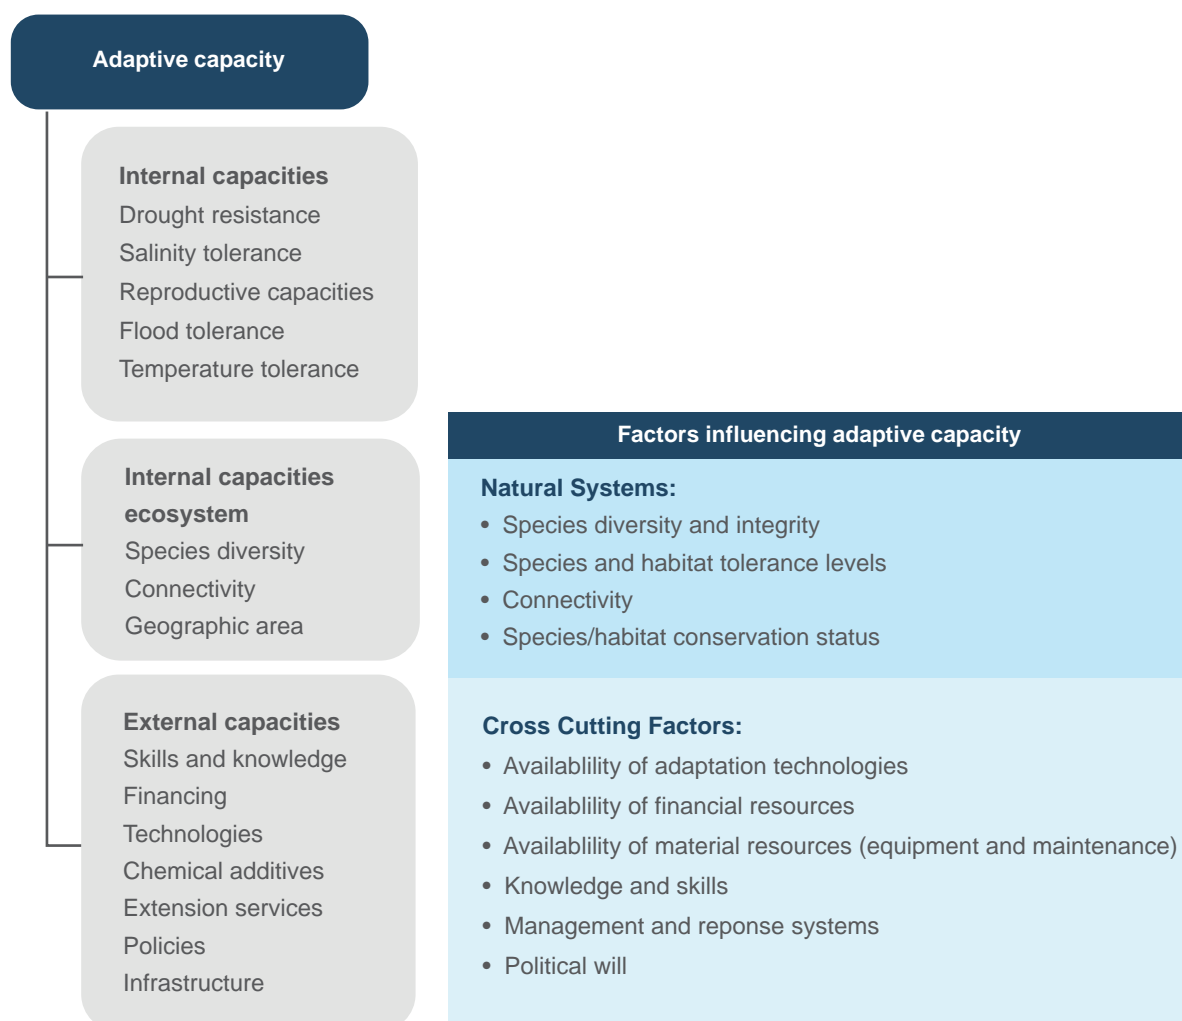 Adaptive capacity
Internal capacities
Drought resistance
Salinity tolerance
Reproductive capacities
Flood tolerance
Temperature tolerance
Internal capacities
ecosystem
Species diversity
Connectivity
Geographic area
External capacities
Skills and knowledge
Financing
Technologies
Chemical additives
Extension services
Policies
Infrastructure
Factors influencing adaptive capacity
Natural Systems:
• Species diversity and integrity
• Species and habitat tolerance levels
• Connectivity
• Species/habitat conservation status
Cross Cutting Factors:
• Availablility of adaptation technologies
• Availablility of financial resources
• Availablility of material resources (equipment and maintenance)
• Knowledge and skills
• Management and reponse systems
• Political will